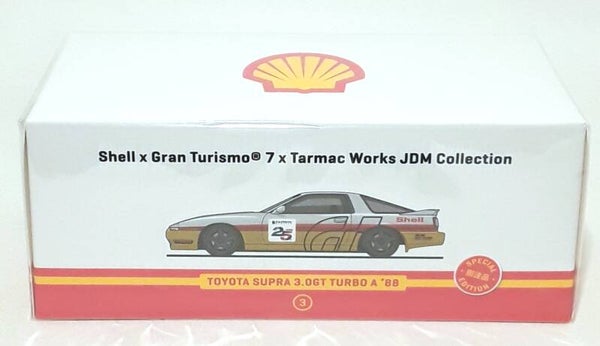 Shell x Gran Turismo® 7 x Tarmac Works JDM Collection
25
GT
Shell
TOYOTA SUPRA 3.0GT TURBO A '88
3
SPECIAL
EDITION